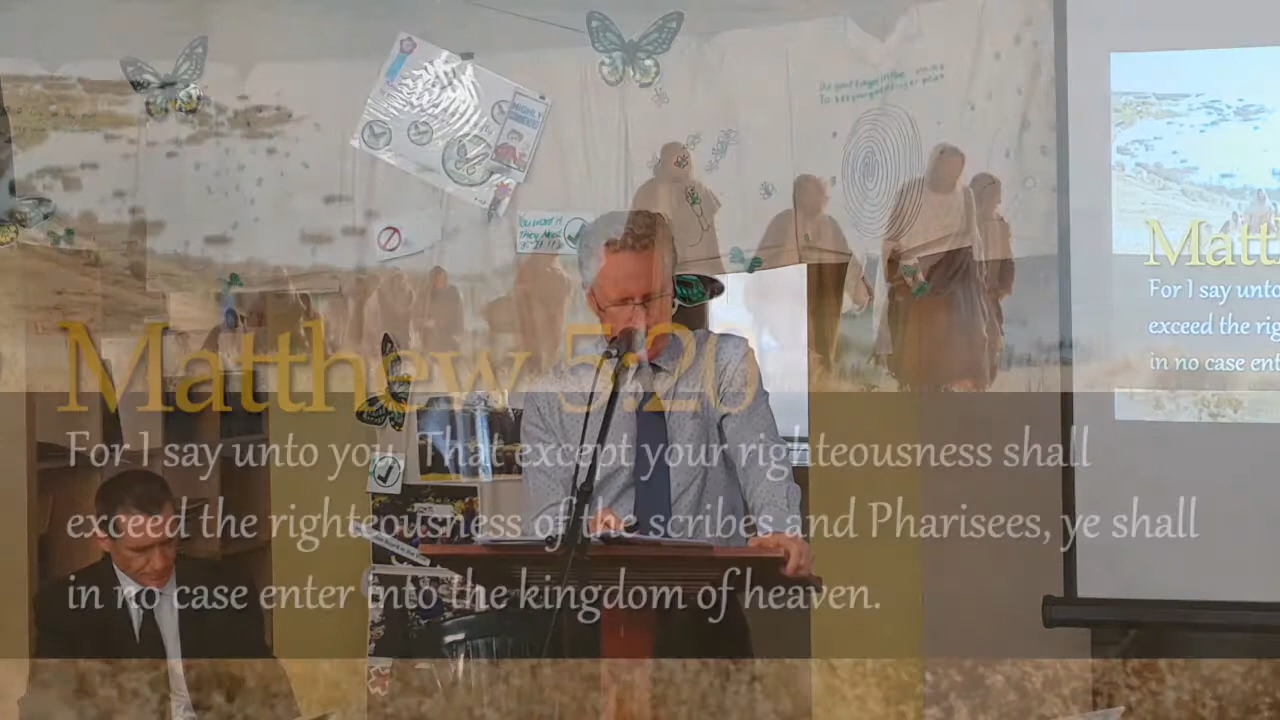 HIGHLY
Matthew 5:20
For I say unto you, That except your righteousness shall
exceed the righteousness of the scribes and Pharisees, ye shall
in no case enter into the kingdom of heaven.
Matt
For I say unto
exceed the rig
in no case ent